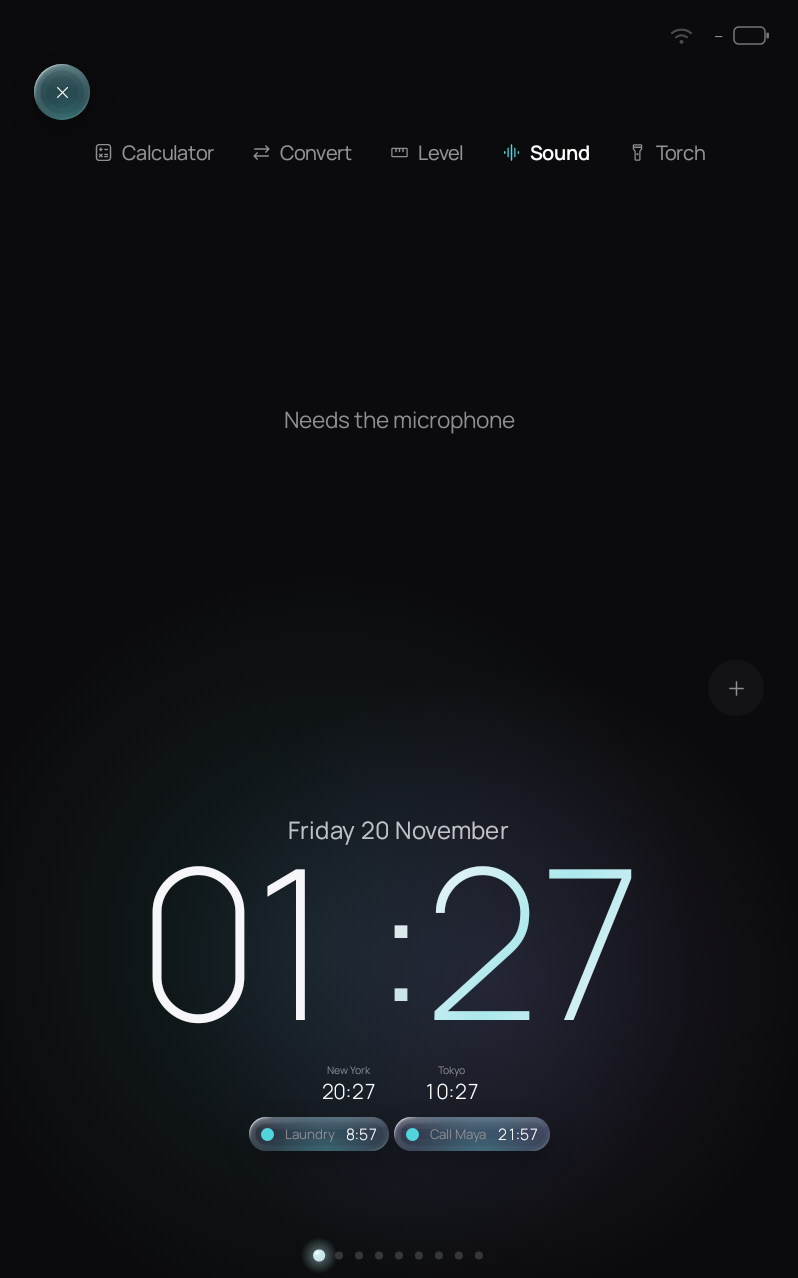 –
Calculator Convert Level Sound Torch
Needs the microphone
Friday 20 November
01:27
New York Tokyo
20:27 10:27
Laundry 8:57 Call Maya 21:57